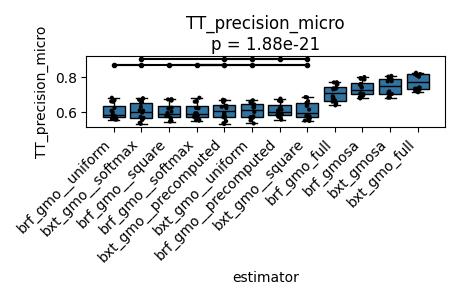 TT_precision_micro
p = 1.88e-21
TT_precision_micro
0.8
0.6
brf_gmo__uniform
bxt_gmo__softmax
brf_gmo__square
brf_gmo__softmax
bxt_gmo__precomputed
bxt_gmo__uniform
brf_gmo__precomputed
bxt_gmo__square
brf_gmo_full
brf_gmosa
bxt_gmosa
bxt_gmo_full
estimator